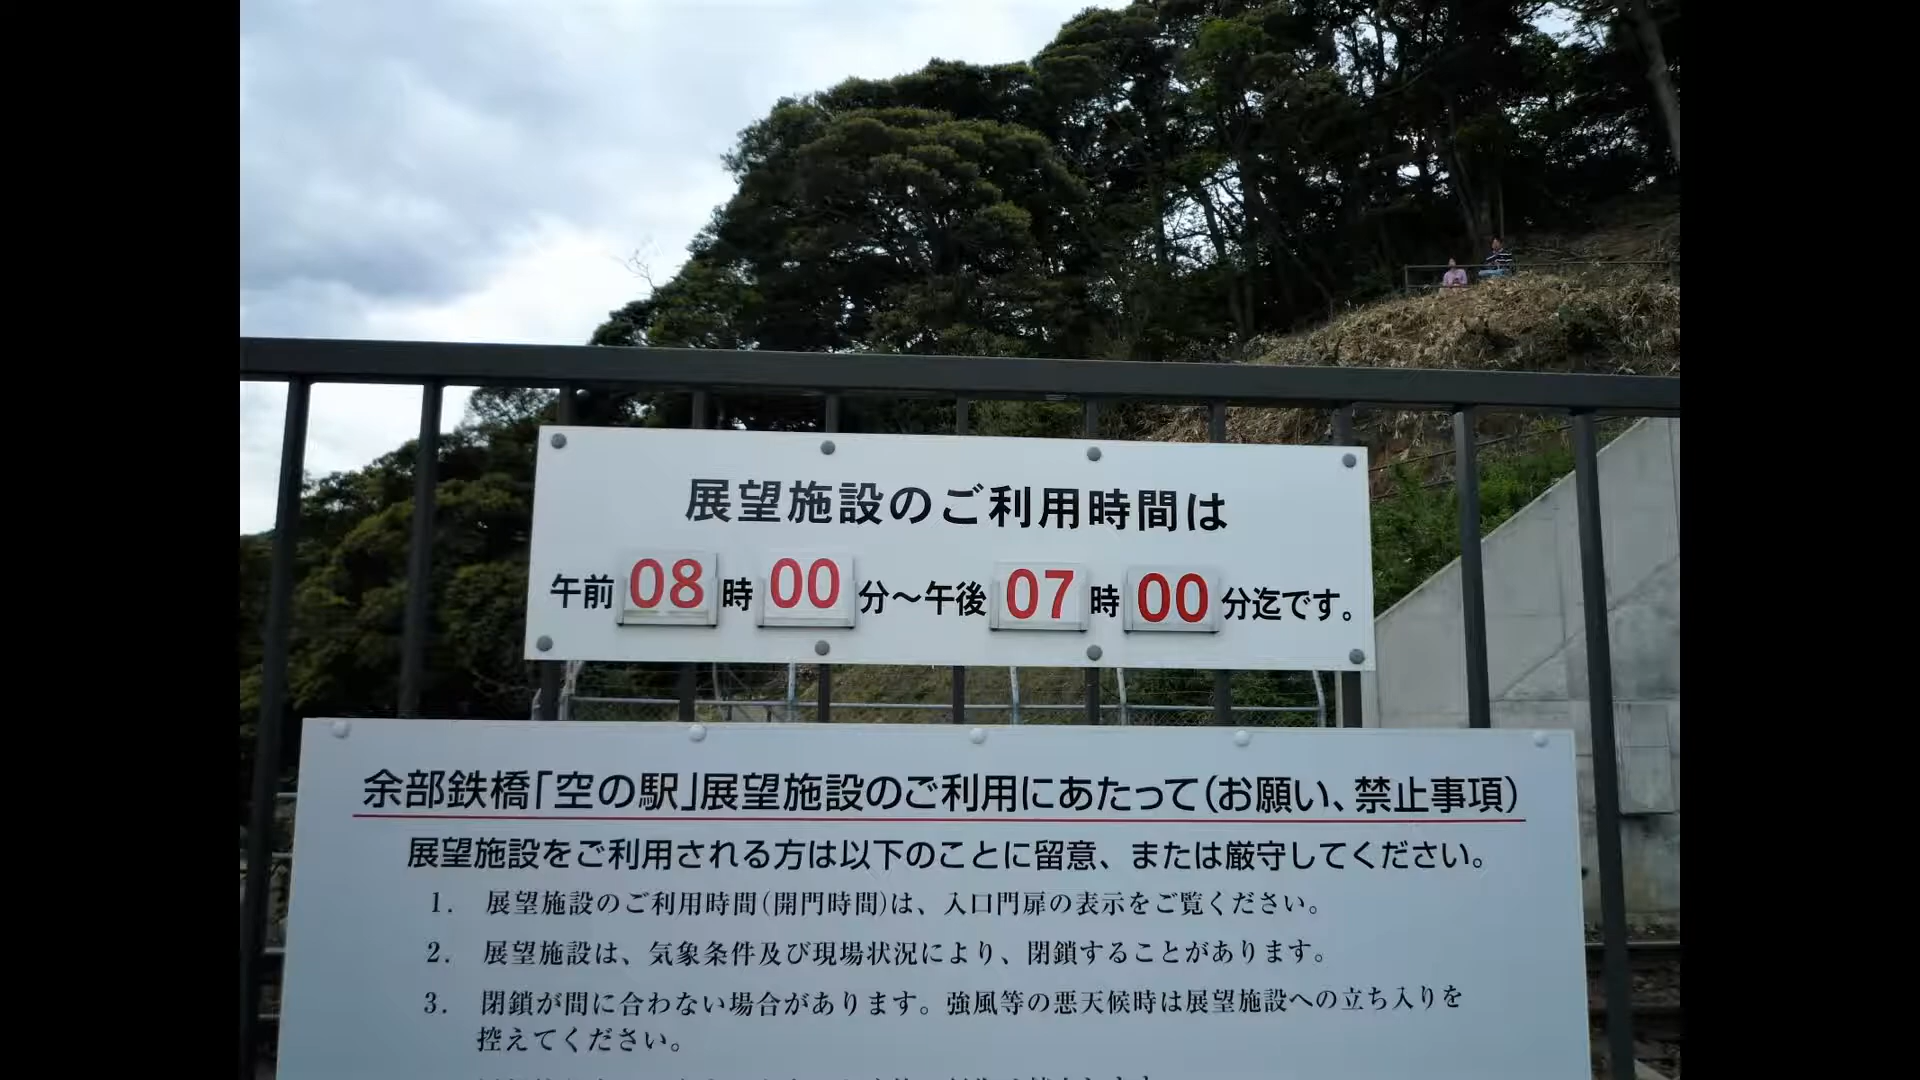 展望施設のご利用時間は
午前08時00分～午後07時00分迄です。
余部鉄橋「空の駅」展望施設のご利用にあたって(お願い、禁止事項)
展望施設をご利用される方は以下のことに留意、または厳守してください。
1. 展望施設のご利用時間(開門時間)は、入口門扉の表示をご覧ください。
2. 展望施設は、気象条件及び現場状況により、閉鎖することがあります。
3. 閉鎖が間に合わない場合があります。強風等の悪天候時は展望施設への立ち入りを
控えてください。